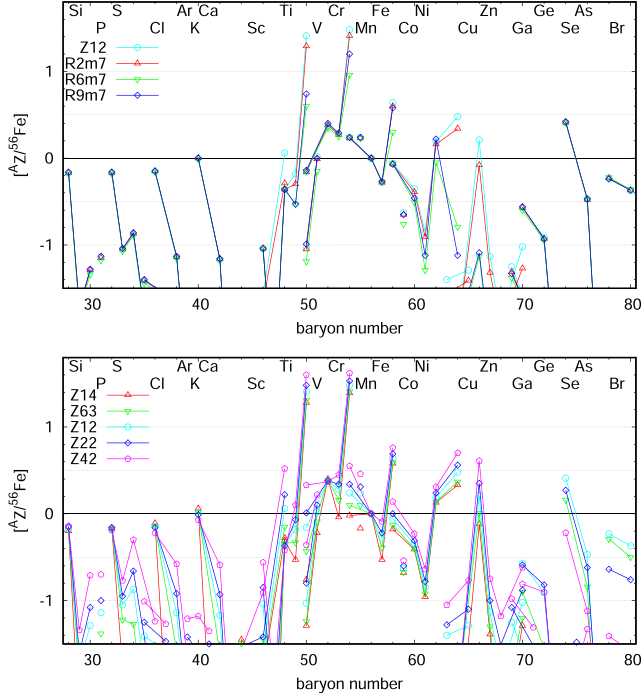 Si S Ar Ca Ti Cr Fe Ni Zn Ge As
P Cl K Sc V Mn Co Cu Ga Se Br
Z12
R2m7
R6m7
R9m7
1
0
-1
[ᴬZ/⁵⁶Fe]
30 40 50 60 70 80
baryon number
Si S Ar Ca Ti Cr Fe Ni Zn Ge As
P Cl K Sc V Mn Co Cu Ga Se Br
Z14
Z63
Z12
Z22
Z42
1
0
-1
[ᴬZ/⁵⁶Fe]
30 40 50 60 70 80
baryon number